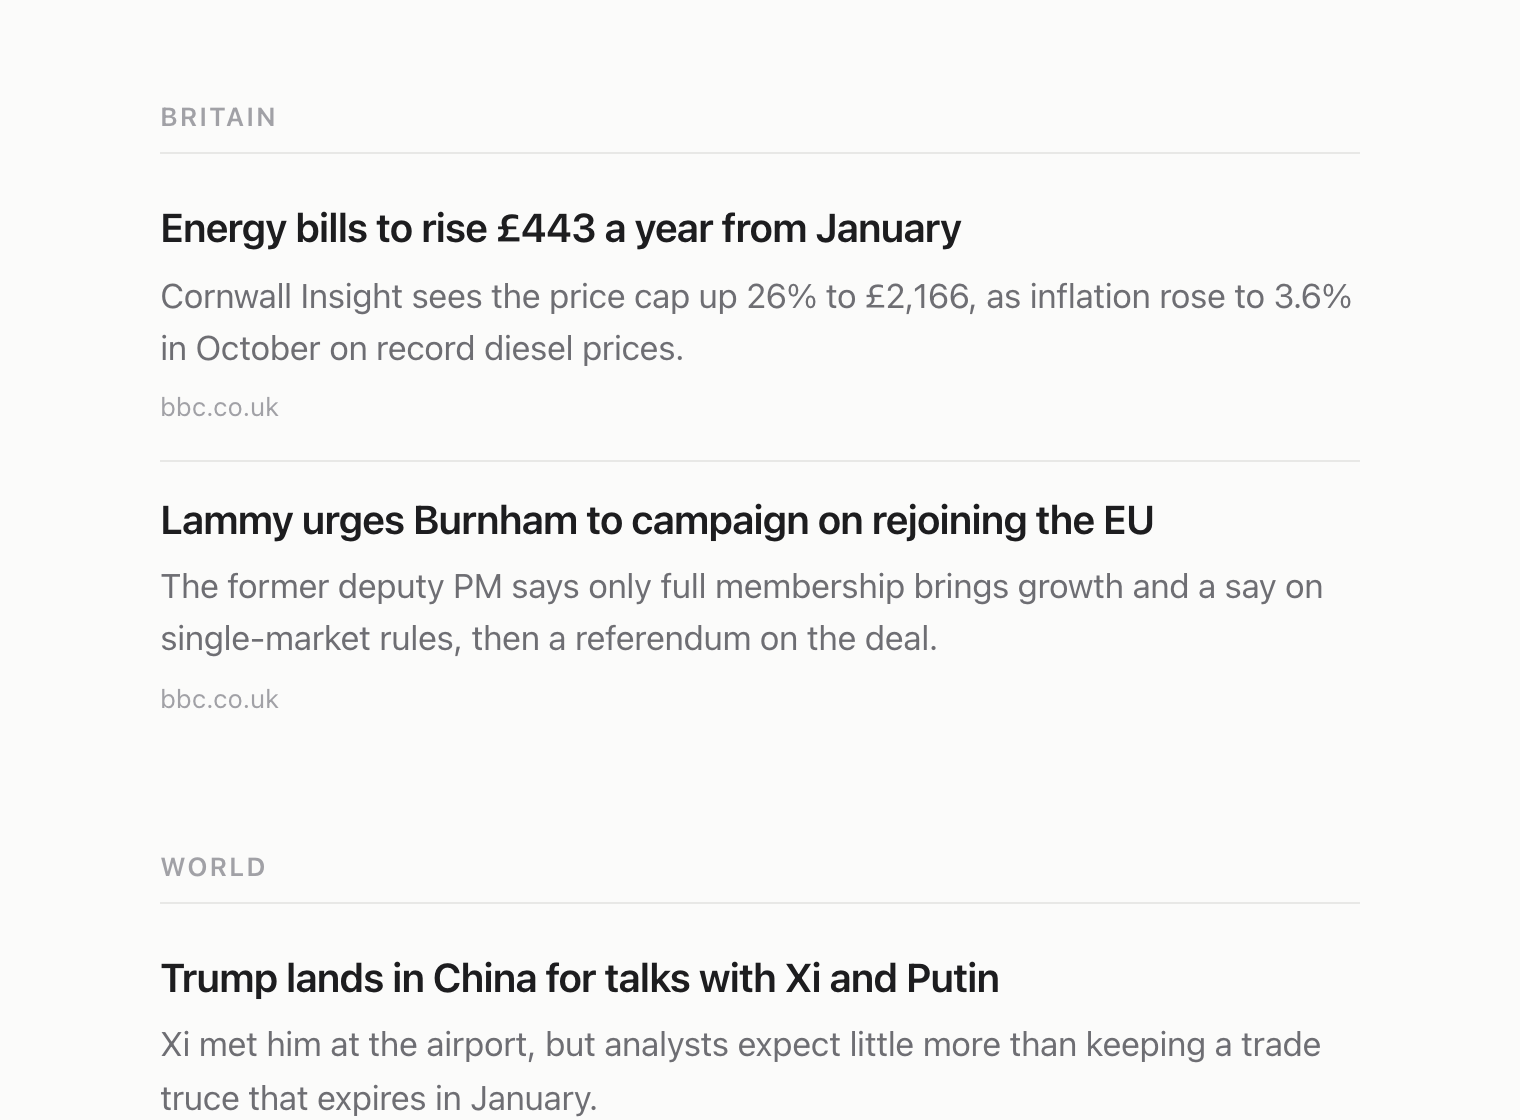 BRITAIN
Energy bills to rise £443 a year from January
Cornwall Insight sees the price cap up 26% to £2,166, as inflation rose to 3.6%
in October on record diesel prices.
bbc.co.uk
Lammy urges Burnham to campaign on rejoining the EU
The former deputy PM says only full membership brings growth and a say on
single-market rules, then a referendum on the deal.
bbc.co.uk
WORLD
Trump lands in China for talks with Xi and Putin
Xi met him at the airport, but analysts expect little more than keeping a trade
truce that expires in January.